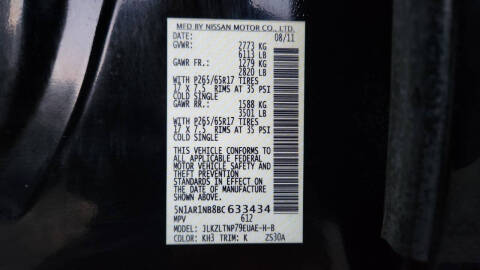 MFD BY NISSAN MOTOR CO., LTD.
DATE: 08/11
GVWR: 2773 KG
6113 LB
GAWR FR.: 1279 KG
2820 LB
WITH P265/65R17 TIRES
17 X 7.5 RIMS AT 35 PSI
COLD SINGLE
GAWR RR.: 1588 KG
3501 LB
WITH P265/65R17 TIRES
17 X 7.5 RIMS AT 35 PSI
COLD SINGLE
THIS VEHICLE CONFORMS TO
ALL APPLICABLE FEDERAL
MOTOR VEHICLE SAFETY
AND THEFT PREVENTION
STANDARDS IN EFFECT ON
THE DATE OF MANUFACTURE
SHOWN ABOVE.
5N1AR1NB8BC 633434
MPV 612
MODEL: JLKZLTNP79EUAE-H-B
COLOR: KH3 TRIM: K ZS30A